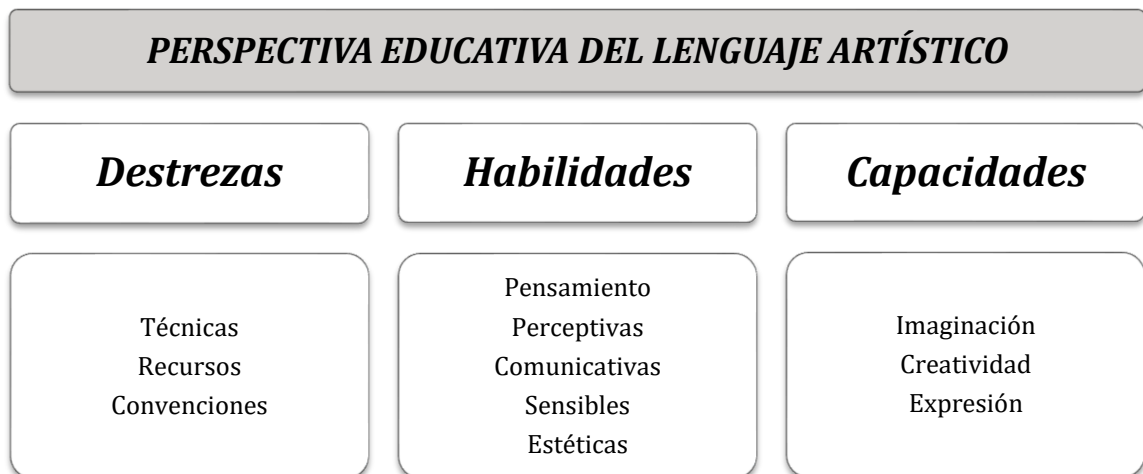 PERSPECTIVA EDUCATIVA DEL LENGUAJE ARTÍSTICO
Destrezas
Técnicas
Recursos
Convenciones
Habilidades
Pensamiento
Perceptivas
Comunicativas
Sensibles
Estéticas
Capacidades
Imaginación
Creatividad
Expresión